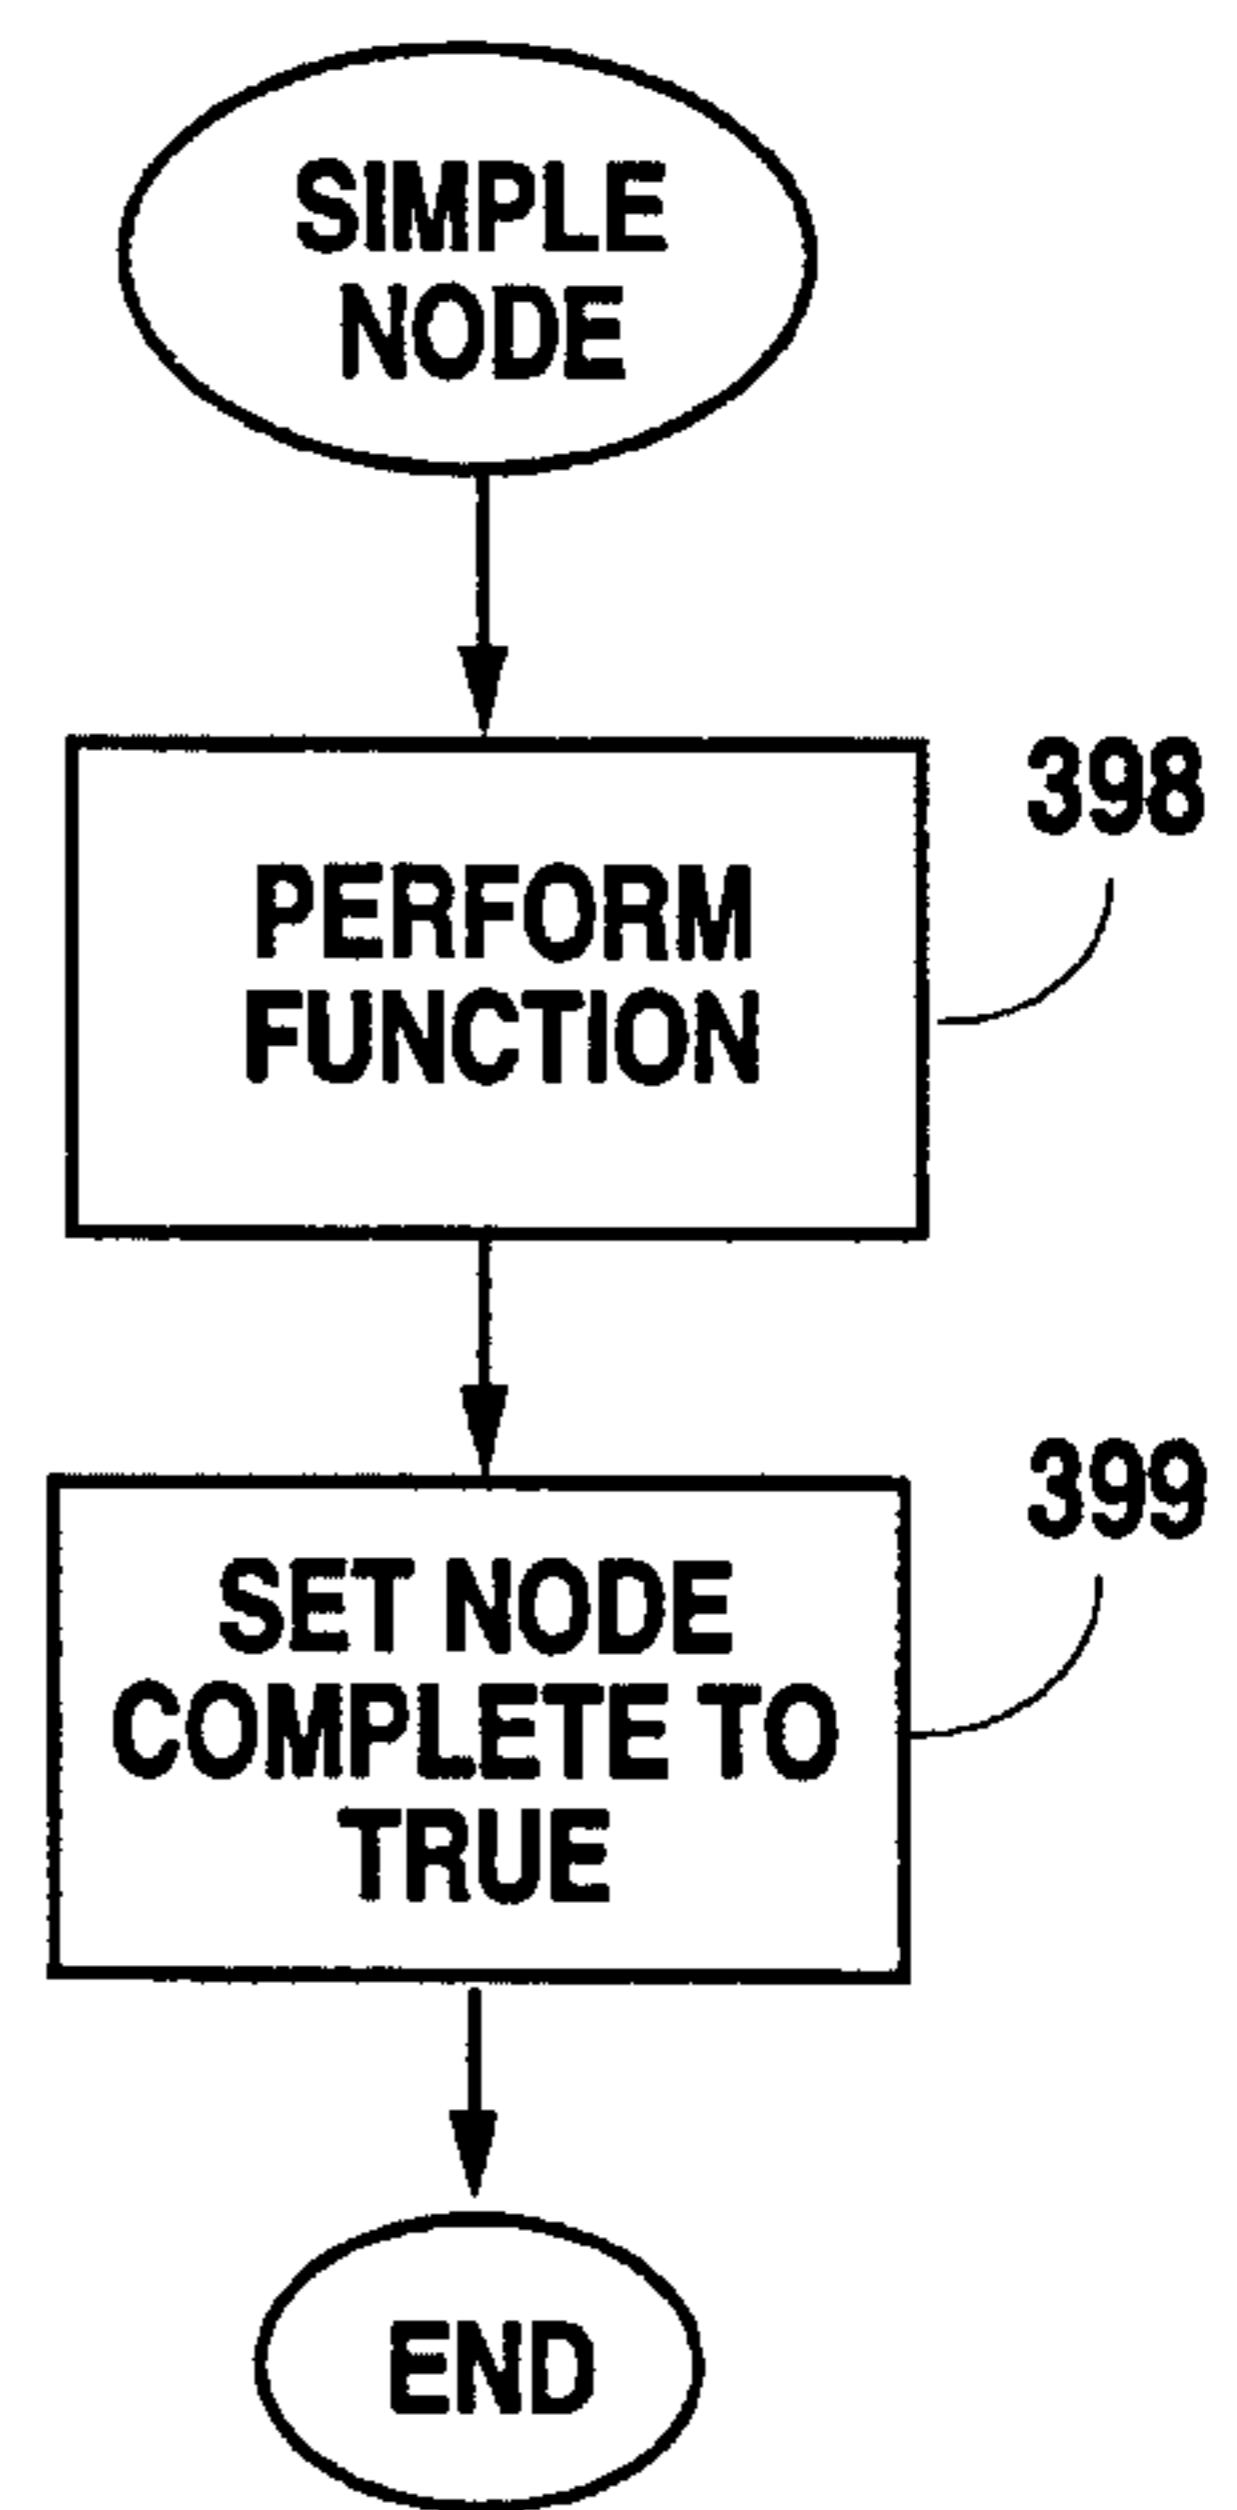 SIMPLE
NODE
398
PERFORM
FUNCTION
399
SET NODE
COMPLETE TO
TRUE
END